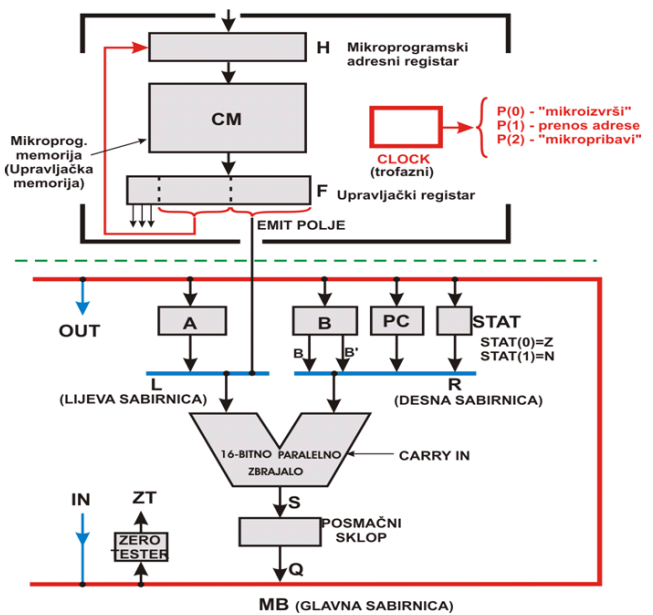 H
Mikroprogramski
adresni registar
CM
P(0) - "mikroizvrši"
P(1) - prenos adrese
P(2) - "mikropribavi"
Mikroprog.
memorija
(Upravljačka
memorija)
CLOCK
(trofazni)
F
Upravljački registar
EMIT POLJE
OUT
A
B
PC
STAT
STAT(0)=Z
STAT(1)=N
B
B'
L
(LIJEVA SABIRNICA)
R
(DESNA SABIRNICA)
16-BITNO PARALELNO
ZBRAJALO
CARRY IN
IN
ZT
S
ZERO
TESTER
POSMAČNI
SKLOP
Q
MB (GLAVNA SABIRNICA)